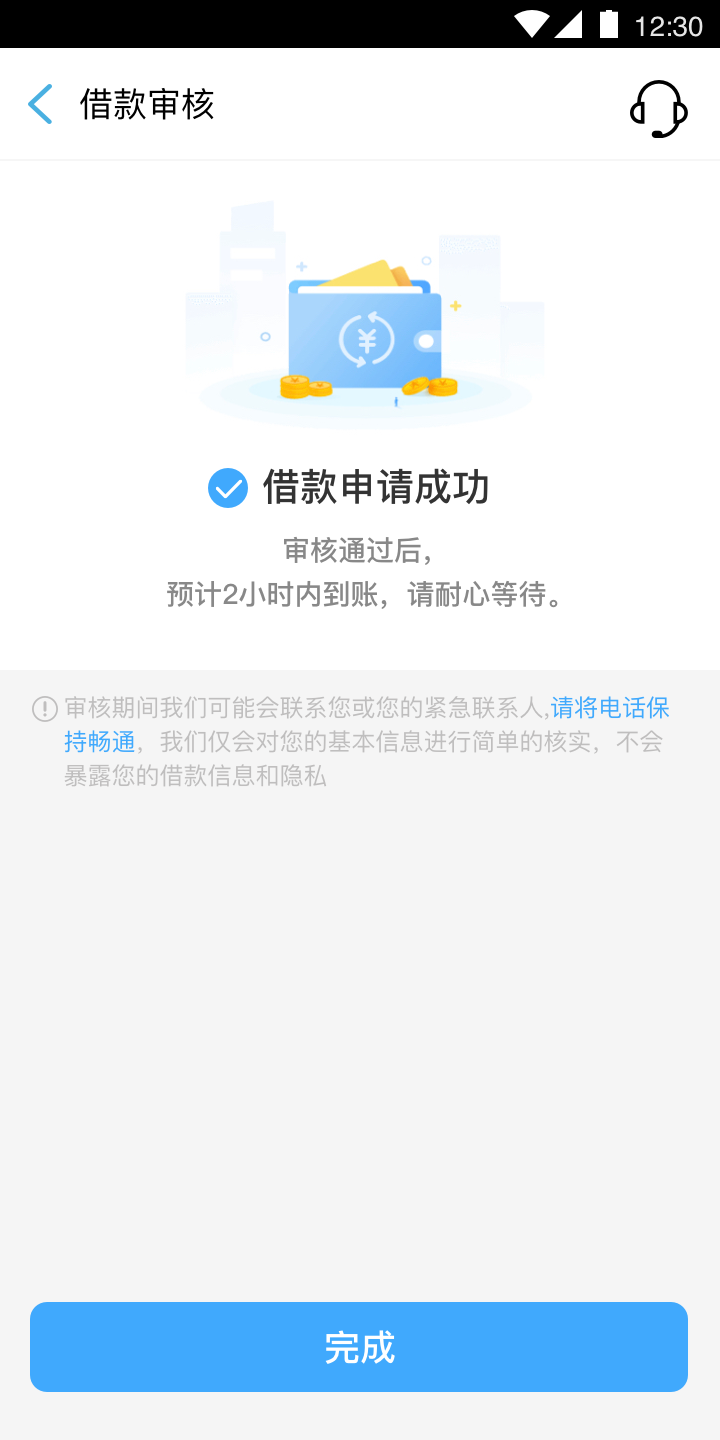 12:30
借款审核
借款申请成功
审核通过后，
预计2小时内到账，请耐心等待。
审核期间我们可能会联系您或您的紧急联系人,请将电话保
持畅通，我们仅会对您的基本信息进行简单的核实，不会
暴露您的借款信息和隐私
完成